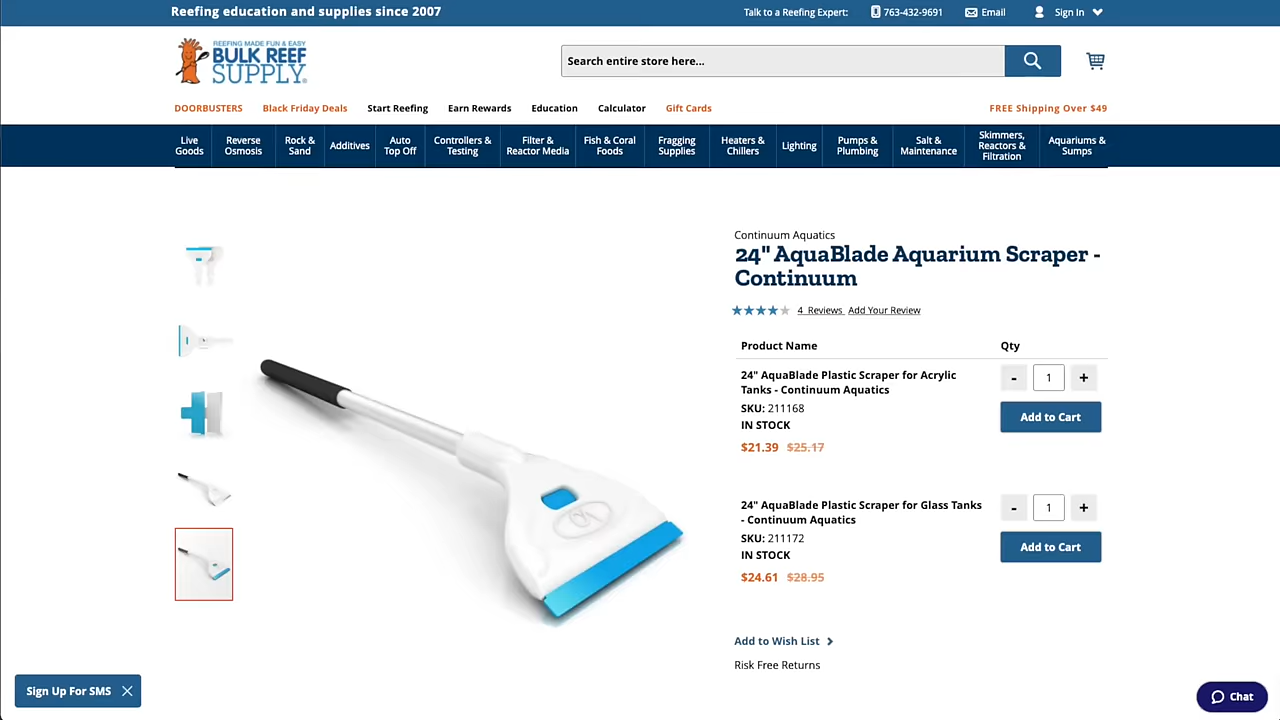 Reefing education and supplies since 2007
Talk to a Reefing Expert: 763-432-9691 Email Sign In
REEFING MADE FUN & EASY
BULK REEF
SUPPLY®
Search entire store here...
DOORBUSTERS Black Friday Deals Start Reefing Earn Rewards Education Calculator Gift Cards FREE Shipping Over $49
Live Goods Reverse Osmosis Rock & Sand Additives Auto Top Off Controllers & Testing Filter & Reactor Media Fish & Coral Foods Fragging Supplies Heaters & Chillers Lighting Pumps & Plumbing Salt & Maintenance Skimmers, Reactors & Filtration Aquariums & Sumps
Continuum Aquatics
24" AquaBlade Aquarium Scraper -
Continuum
4 Reviews Add Your Review
Product Name Qty
24" AquaBlade Plastic Scraper for Acrylic
Tanks - Continuum Aquatics
- 1 +
SKU: 211168
Add to Cart
IN STOCK
$21.39 $25.17
24" AquaBlade Plastic Scraper for Glass Tanks
- Continuum Aquatics
- 1 +
SKU: 211172
Add to Cart
IN STOCK
$24.61 $28.95
Add to Wish List
Risk Free Returns
Sign Up For SMS
Chat